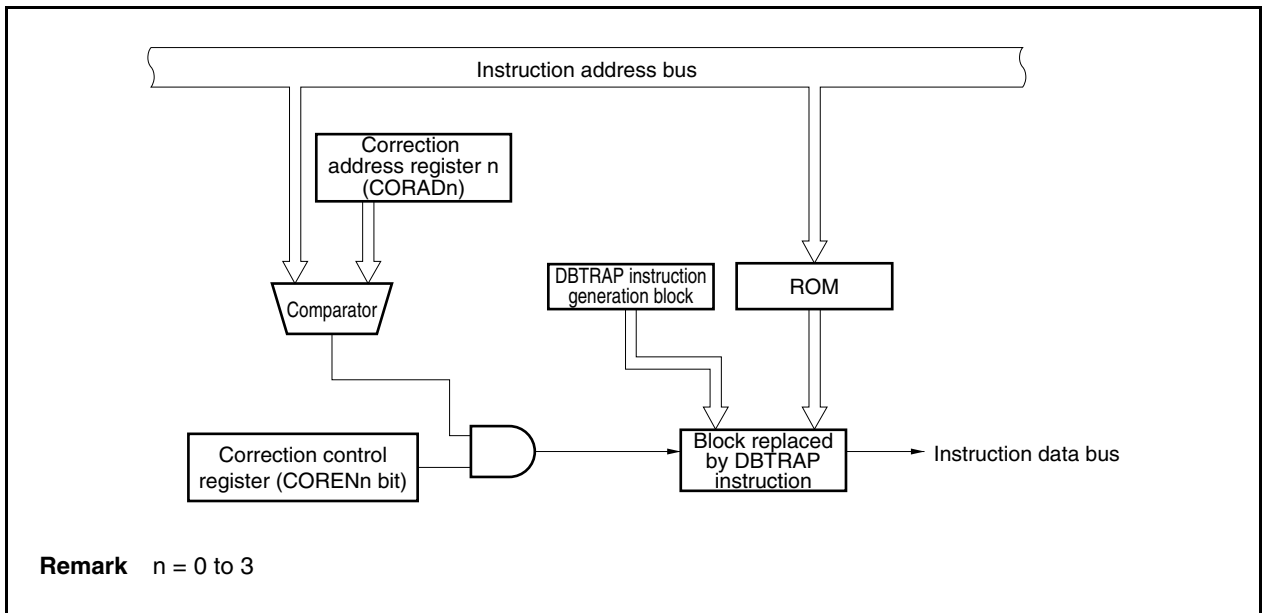 Instruction address bus
Correction
address register n
(CORADn)
DBTRAP instruction
generation block
ROM
Comparator
Correction control
register (CORENn bit)
Block replaced
by DBTRAP
instruction
Instruction data bus
Remark n = 0 to 3